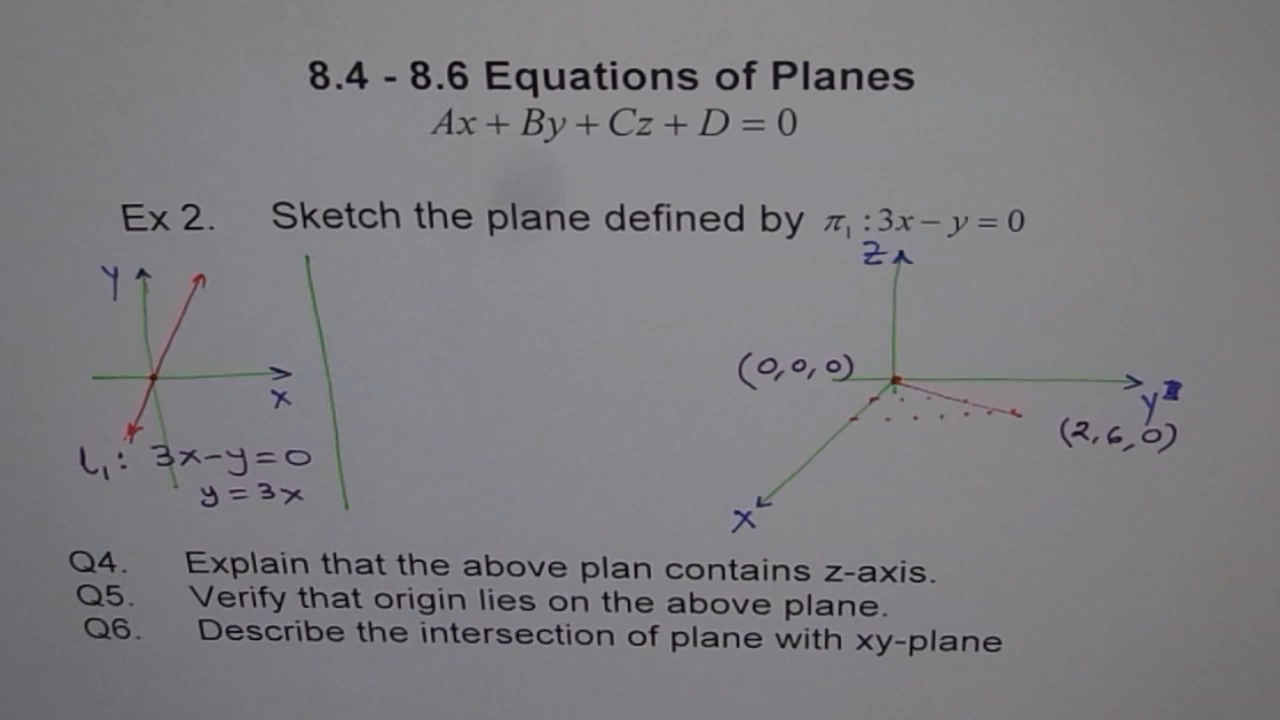 8.4 - 8.6 Equations of Planes
Ax + By + Cz + D = 0
Ex 2. Sketch the plane defined by π₁ : 3x − y = 0
Y
x
l₁: 3x-y=0
y = 3x
Z
(0,0,0)
y
(2,6,0)
x
Q4. Explain that the above plan contains z-axis.
Q5. Verify that origin lies on the above plane.
Q6. Describe the intersection of plane with xy-plane